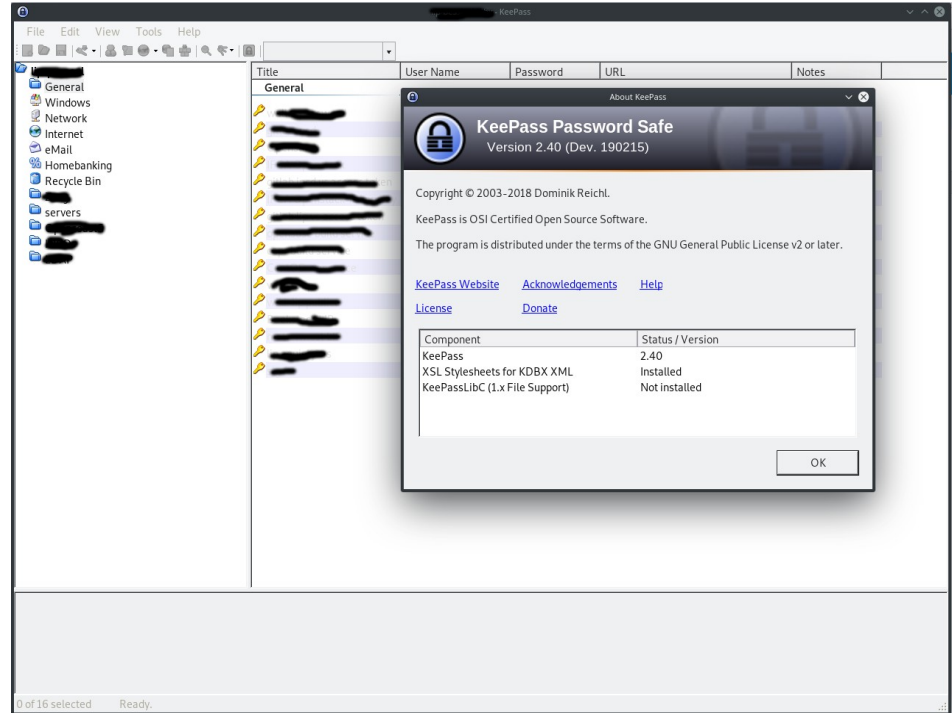 - KeePass
File Edit View Tools Help
General
Windows
Network
Internet
eMail
Homebanking
Recycle Bin
servers
Title User Name Password URL Notes
General
About KeePass
KeePass Password Safe
Version 2.40 (Dev. 190215)
Copyright © 2003-2018 Dominik Reichl.
KeePass is OSI Certified Open Source Software.
The program is distributed under the terms of the GNU General Public License v2 or later.
KeePass Website Acknowledgements Help
License Donate
Component Status / Version
KeePass 2.40
XSL Stylesheets for KDBX XML Installed
KeePassLibC (1.x File Support) Not installed
OK
0 of 16 selected Ready.